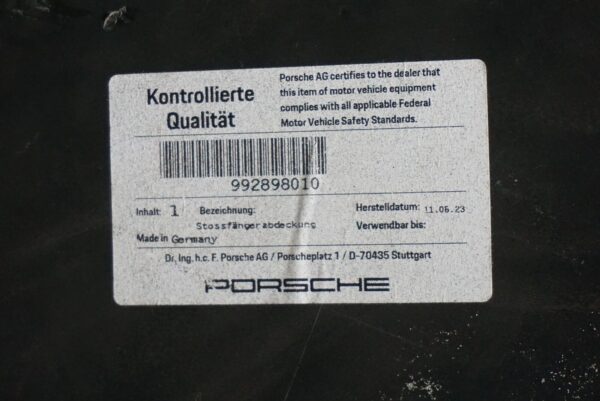 Kontrollierte
Qualität
Porsche AG certifies to the dealer that
this item of motor vehicle equipment
complies with all applicable Federal
Motor Vehicle Safety Standards.
992898010
Inhalt: 1 Bezeichnung: Herstelldatum: 11.06.23
Stossfängerabdeckung Verwendbar bis:
Made in Germany
Dr. Ing. h.c. F. Porsche AG / Porscheplatz 1 / D-70435 Stuttgart
PORSCHE